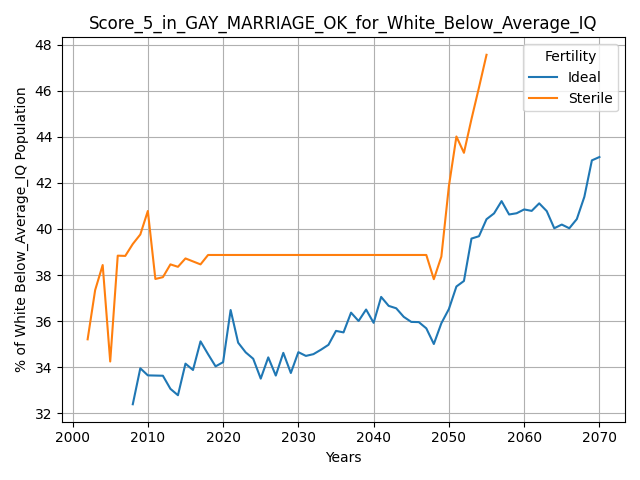 Score_5_in_GAY_MARRIAGE_OK_for_White_Below_Average_IQ
48
46
44
42
40
38
36
34
32
% of White Below_Average_IQ Population
Fertility
Ideal
Sterile
2000 2010 2020 2030 2040 2050 2060 2070
Years